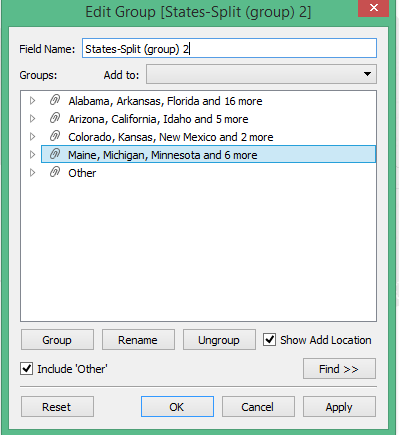 Edit Group [States-Split (group) 2]
Field Name: States-Split (group) 2
Groups: Add to:
Alabama, Arkansas, Florida and 16 more
Arizona, California, Idaho and 5 more
Colorado, Kansas, New Mexico and 2 more
Maine, Michigan, Minnesota and 6 more
Other
Group Rename Ungroup Show Add Location
Include 'Other' Find >>
Reset OK Cancel Apply